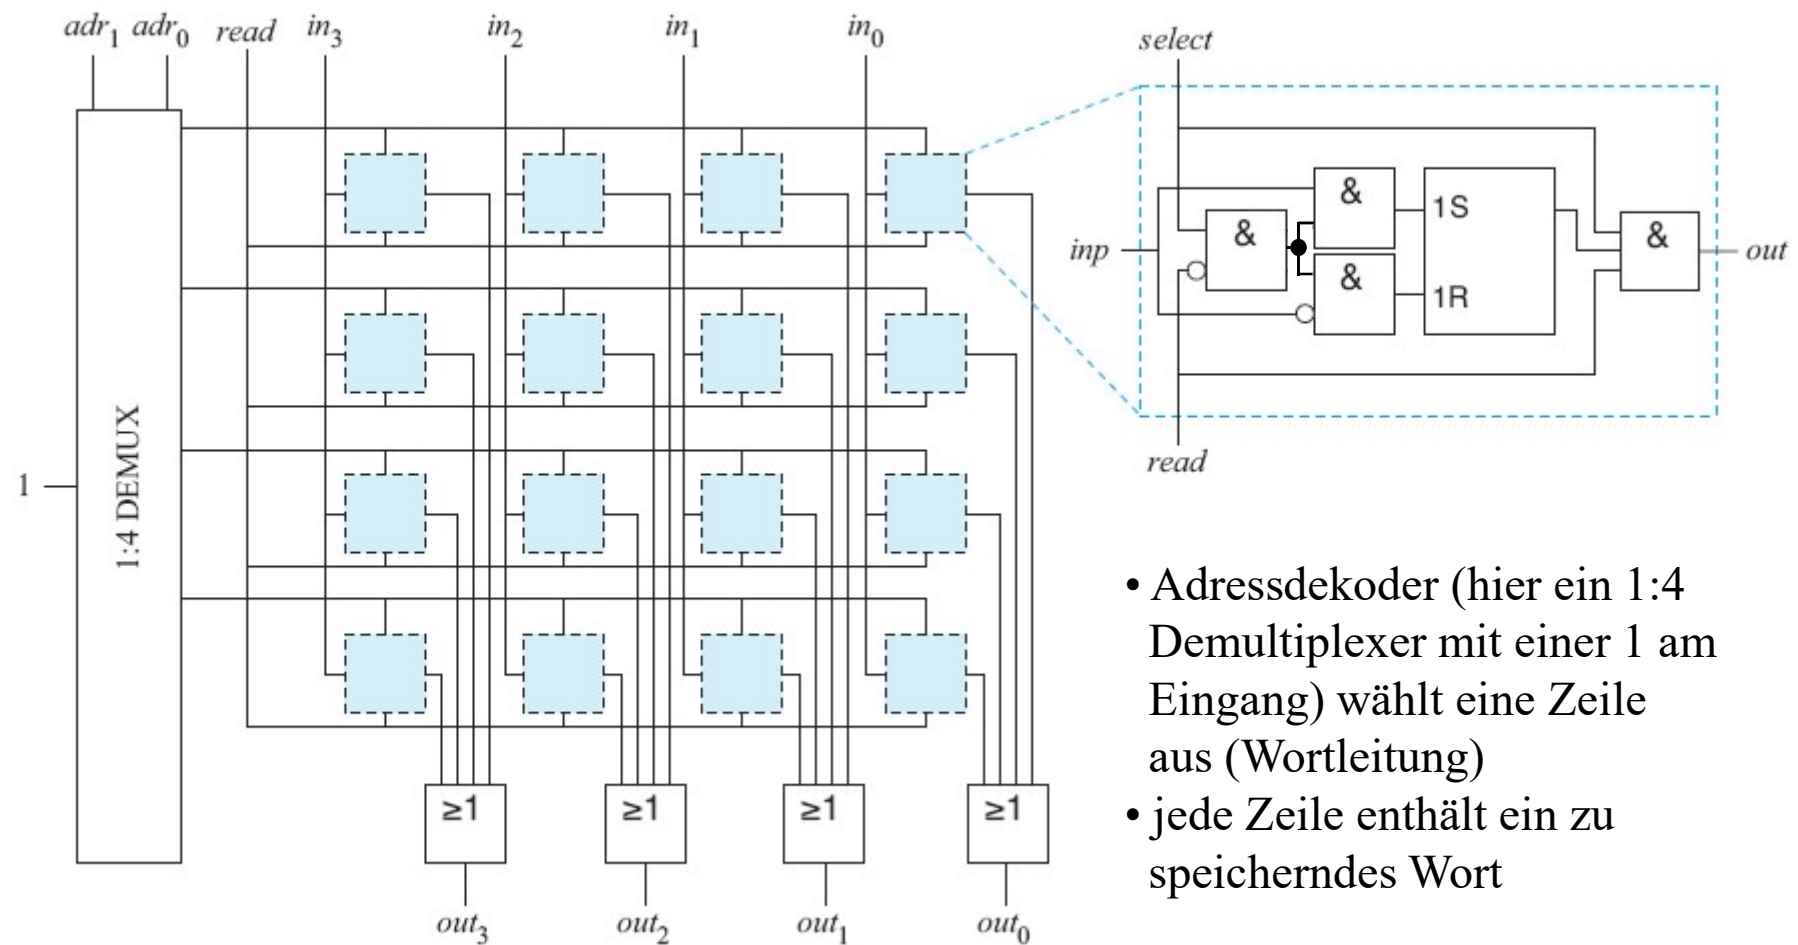 adr1 adr0 read in3 in2 in1 in0
select
& 1S
&
&
inp out
&
1R
read
1
1:4 DEMUX
≥1 ≥1 ≥1 ≥1
out3 out2 out1 out0
• Adressdekoder (hier ein 1:4
Demultiplexer mit einer 1 am
Eingang) wählt eine Zeile
aus (Wortleitung)
• jede Zeile enthält ein zu
speicherndes Wort